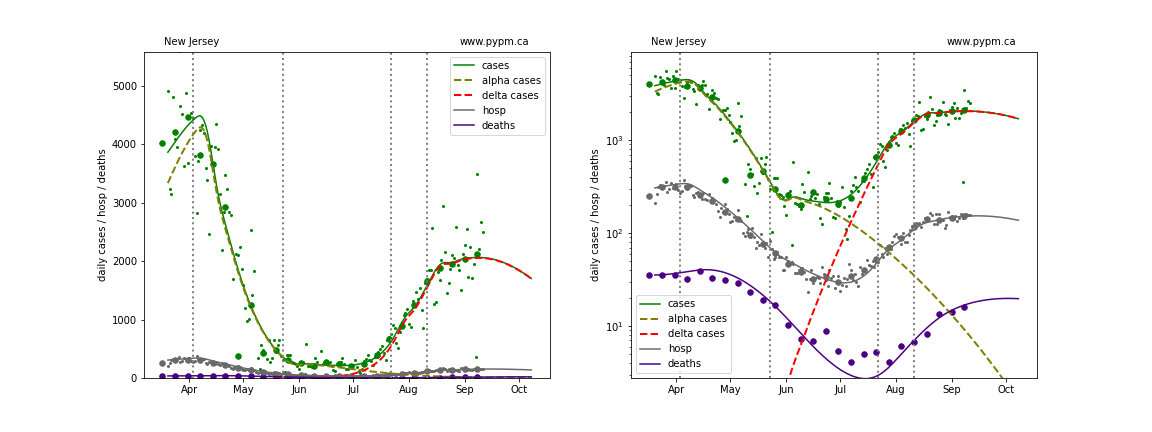 New Jersey www.pypm.ca
daily cases / hosp / deaths
5000
4000
3000
2000
1000
0
Apr May Jun Jul Aug Sep Oct
cases
alpha cases
delta cases
hosp
deaths
New Jersey www.pypm.ca
daily cases / hosp / deaths
10³
10²
10¹
Apr May Jun Jul Aug Sep Oct
cases
alpha cases
delta cases
hosp
deaths